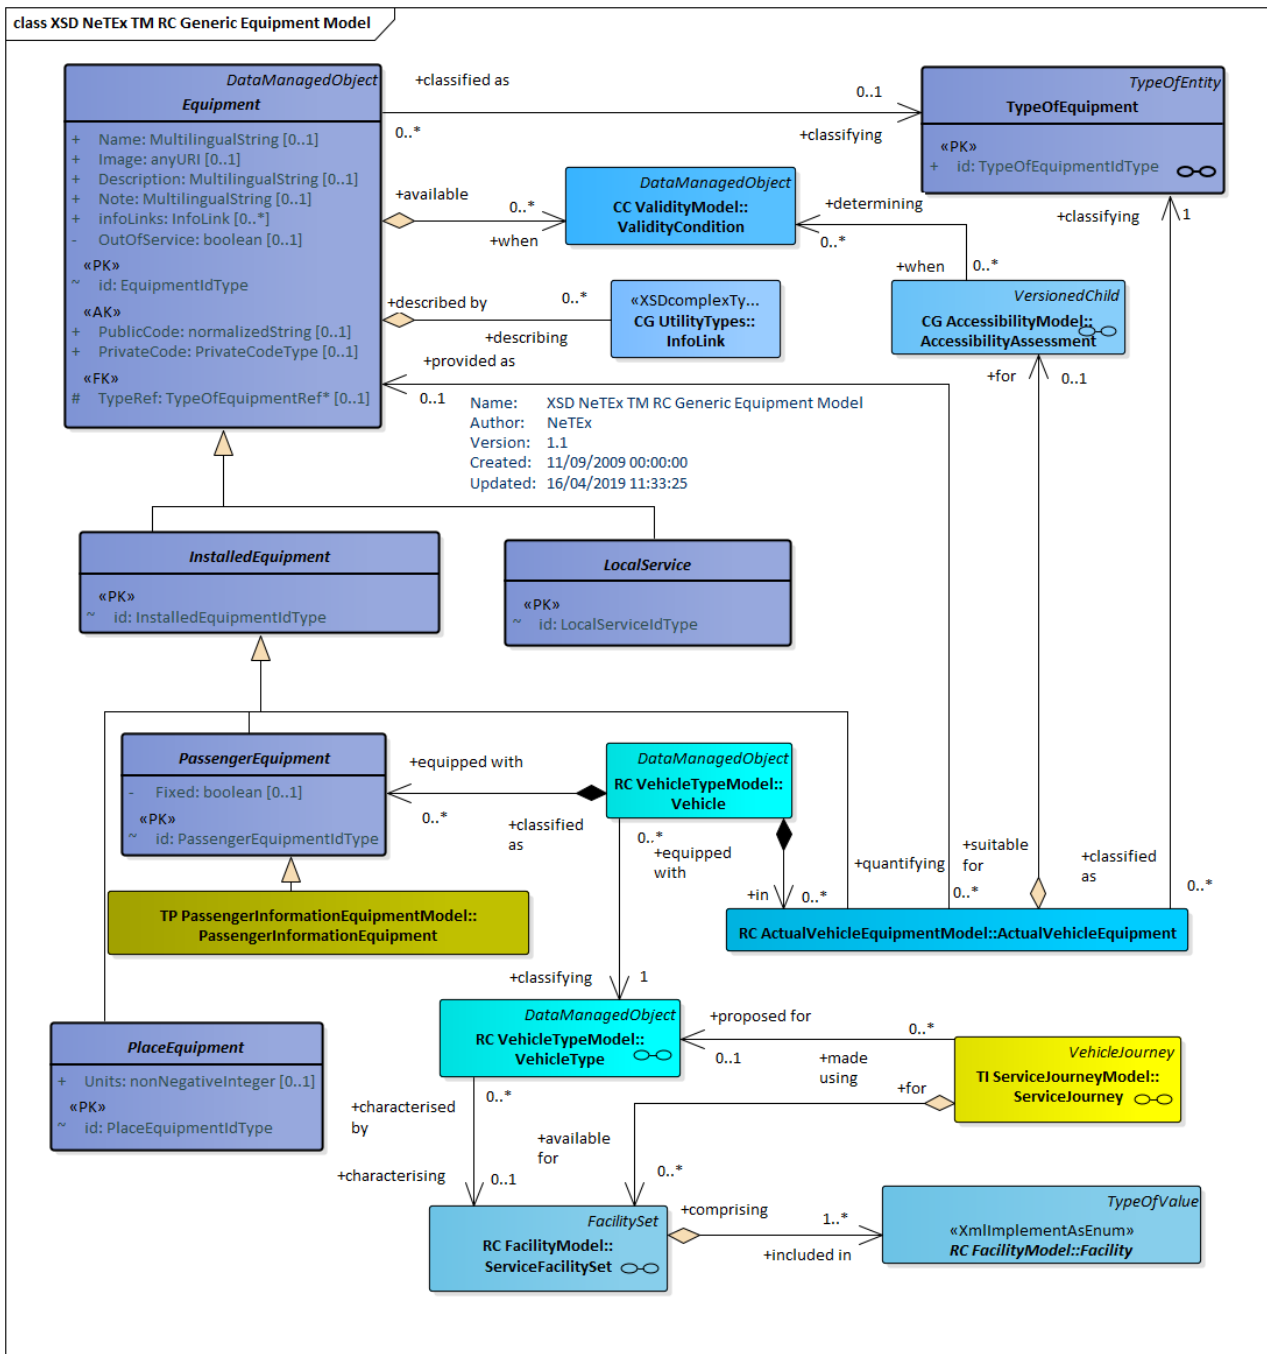 class XSD NeTEx TM RC Generic Equipment Model
DataManagedObject
Equipment
+ Name: MultilingualString [0..1]
+ Image: anyURI [0..1]
+ Description: MultilingualString [0..1]
+ Note: MultilingualString [0..1]
+ infoLinks: InfoLink [0..*]
- OutOfService: boolean [0..1]
«PK»
~ id: EquipmentIdType
«AK»
+ PublicCode: normalizedString [0..1]
+ PrivateCode: PrivateCodeType [0..1]
«FK»
# TypeRef: TypeOfEquipmentRef* [0..1]
+classified as
0..*
0..1
+classifying
TypeOfEntity
TypeOfEquipment
«PK»
+ id: TypeOfEquipmentIdType
+available
0..*
+when
DataManagedObject
CC ValidityModel::
ValidityCondition
+determining
0..*
+when
0..*
+classifying
1
+described by
0..*
+describing
«XSDcomplexTy...
CG UtilityTypes::
InfoLink
VersionedChild
CG AccessibilityModel::
AccessibilityAssessment
+provided as
0..1
+for
0..1
Name: XSD NeTEx TM RC Generic Equipment Model
Author: NeTEx
Version: 1.1
Created: 11/09/2009 00:00:00
Updated: 16/04/2019 11:33:25
InstalledEquipment
«PK»
~ id: InstalledEquipmentIdType
LocalService
«PK»
~ id: LocalServiceIdType
PassengerEquipment
- Fixed: boolean [0..1]
«PK»
~ id: PassengerEquipmentIdType
+equipped with
0..*
DataManagedObject
RC VehicleTypeModel::
Vehicle
+classified
as
0..*
+equipped
with
+in
0..*
+quantifying
0..*
+suitable
for
+classified
as
0..*
TP PassengerInformationEquipmentModel::
PassengerInformationEquipment
RC ActualVehicleEquipmentModel::ActualVehicleEquipment
+classifying
1
DataManagedObject
RC VehicleTypeModel::
VehicleType
+proposed for
0..1
0..*
+made
using
+for
VehicleJourney
TI ServiceJourneyModel::
ServiceJourney
PlaceEquipment
+ Units: nonNegativeInteger [0..1]
«PK»
~ id: PlaceEquipmentIdType
0..*
+characterised
by
+characterising
0..1
+available
for
0..*
FacilitySet
RC FacilityModel::
ServiceFacilitySet
+comprising
1..*
+included in
TypeOfValue
«XmlImplementAsEnum»
RC FacilityModel::Facility